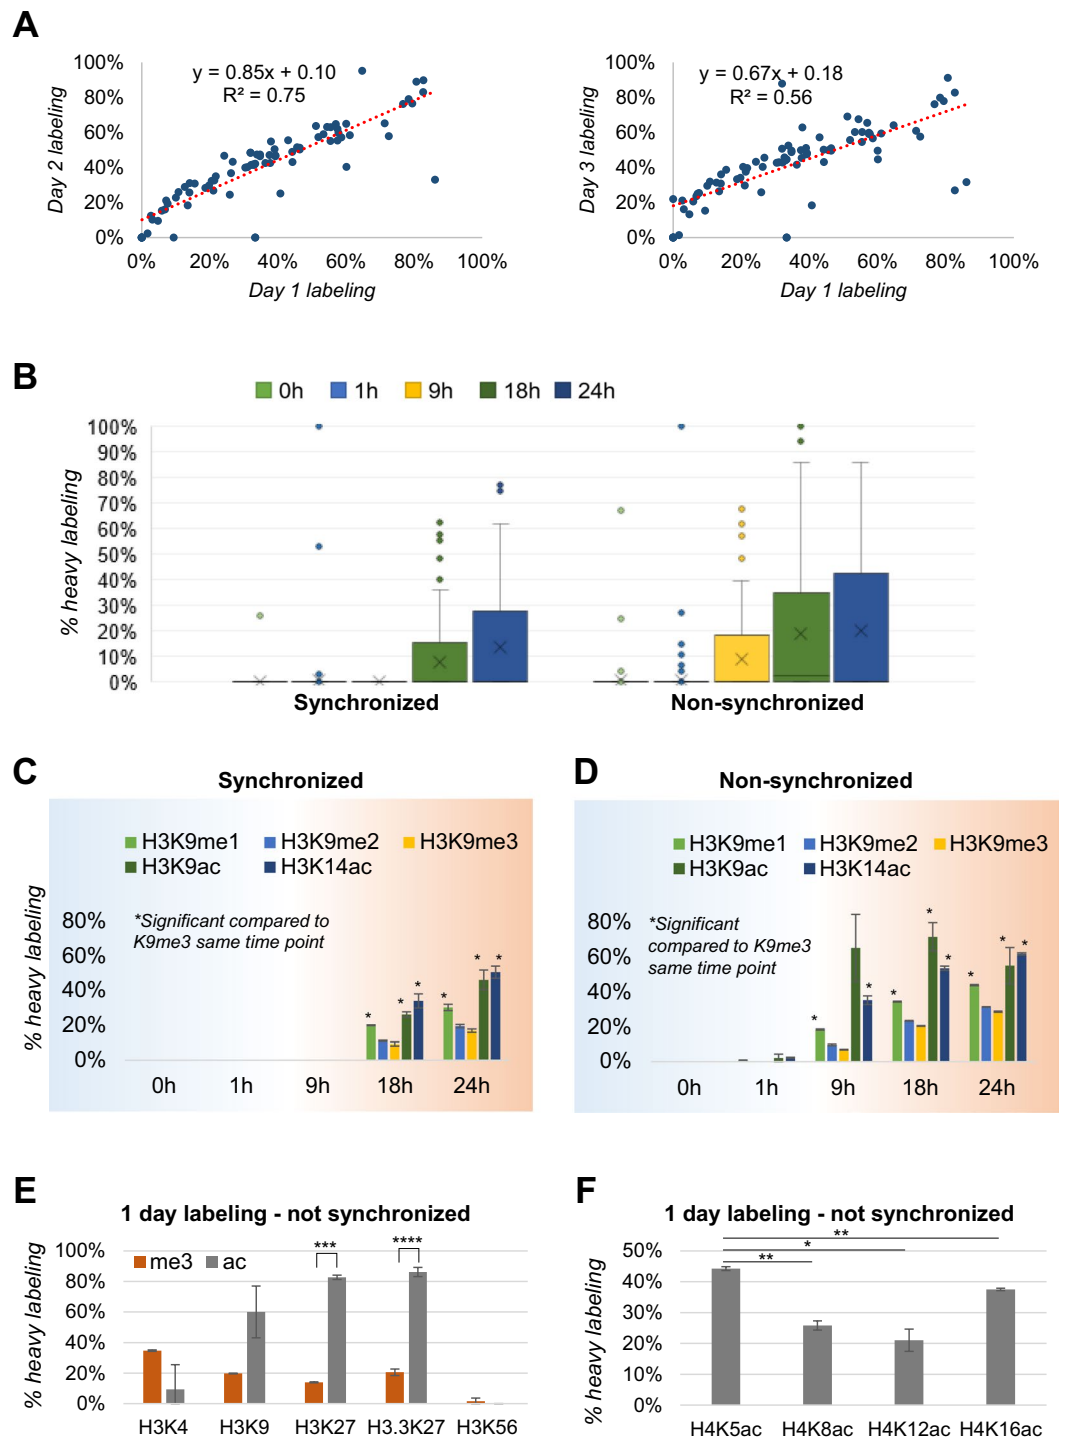 A
100%
80%
60%
40%
20%
0%
Day 2 labeling
y = 0.85x + 0.10
R² = 0.75
0% 20% 40% 60% 80% 100%
Day 1 labeling
100%
80%
60%
40%
20%
0%
Day 3 labeling
y = 0.67x + 0.18
R² = 0.56
0% 20% 40% 60% 80% 100%
Day 1 labeling
B
0h 1h 9h 18h 24h
100%
90%
80%
70%
60%
50%
40%
30%
20%
10%
0%
% heavy labeling
Synchronized Non-synchronized
C
Synchronized
H3K9me1 H3K9me2 H3K9me3
H3K9ac H3K14ac
*Significant compared to
K9me3 same time point
80%
60%
40%
20%
0%
% heavy labeling
* * * * * *
0h 1h 9h 18h 24h
D
Non-synchronized
H3K9me1 H3K9me2 H3K9me3
H3K9ac H3K14ac
*Significant
compared to K9me3
same time point
80%
60%
40%
20%
0%
% heavy labeling
* * * * * * * *
0h 1h 9h 18h 24h
E
1 day labeling - not synchronized
me3 ac
*** ****
100%
80%
60%
40%
20%
0%
% heavy labeling
H3K4 H3K9 H3K27 H3.3K27 H3K56
F
1 day labeling - not synchronized
**
*
**
50%
40%
30%
20%
10%
0%
% heavy labeling
H4K5ac H4K8ac H4K12ac H4K16ac